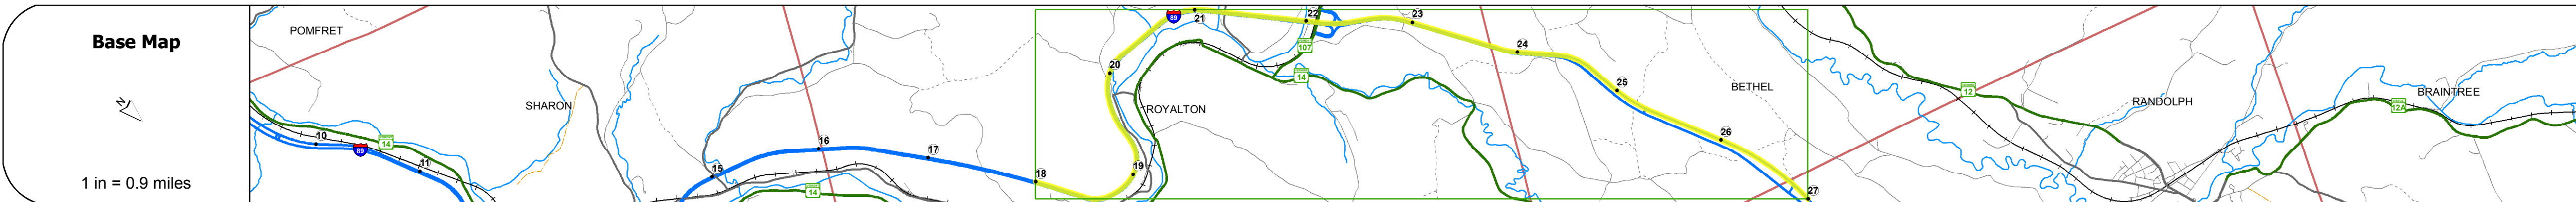 Base Map
N
1 in = 0.9 miles
POMFRET
SHARON
10
89
14
11
15
16
14
17
18
19
20
ROYALTON
89
21
22
107
14
23
24
25
BETHEL
26
27
12
RANDOLPH
12A
BRAINTREE